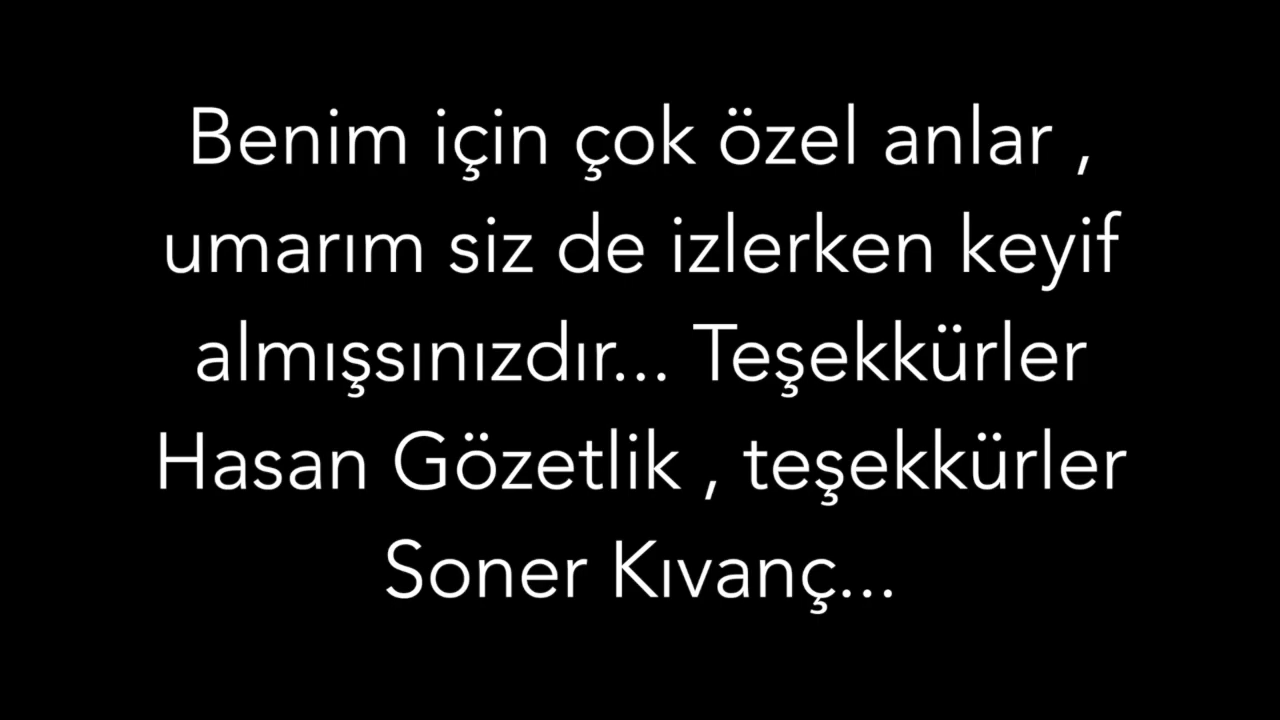 Benim için çok özel anlar ,
umarım siz de izlerken keyif
almışsınızdır... Teşekkürler
Hasan Gözetlik , teşekkürler
Soner Kıvanç...